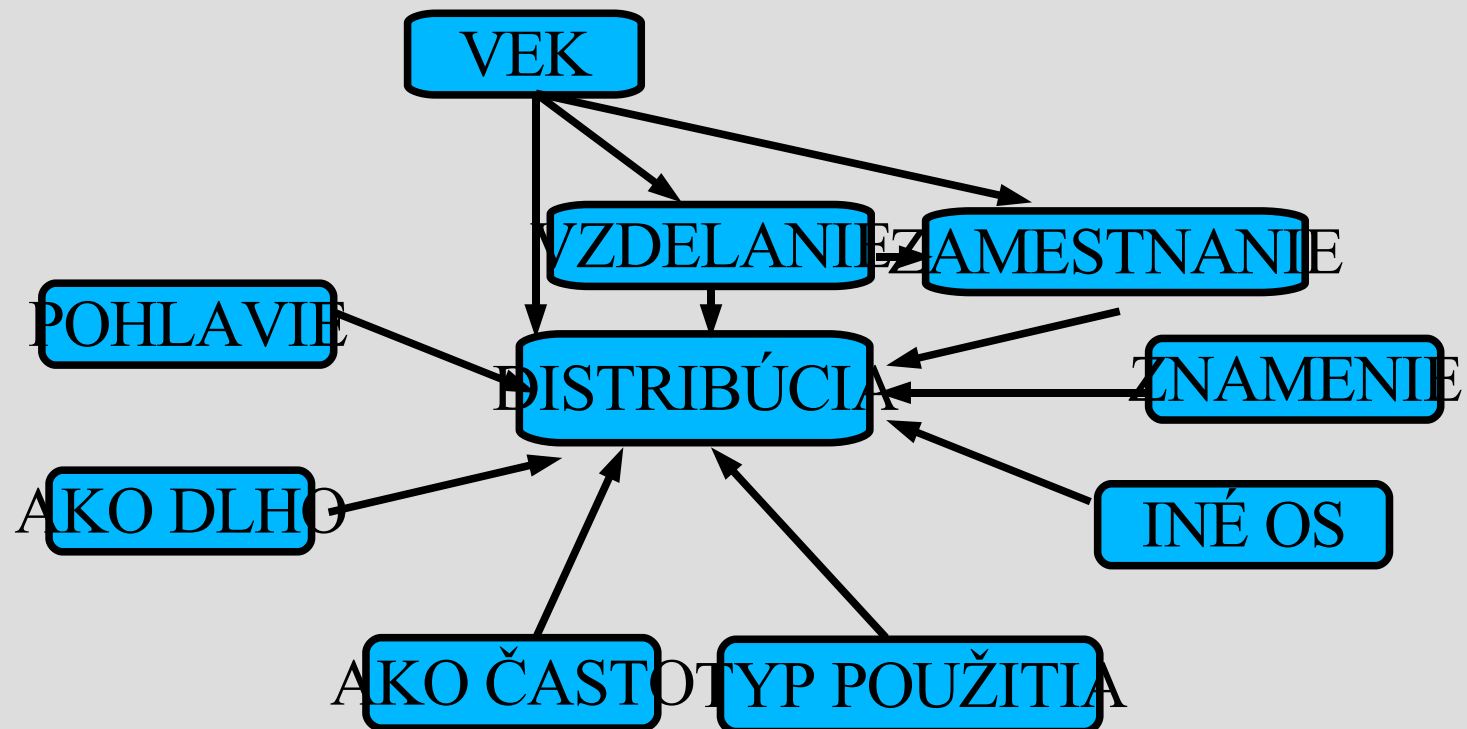 VEK
VZDELANIE
ZAMESTNANIE
POHLAVIE
DISTRIBÚCIA
ZNAMENIE
AKO DLHO
INÉ OS
AKO ČASTO
TYP POUŽITIA